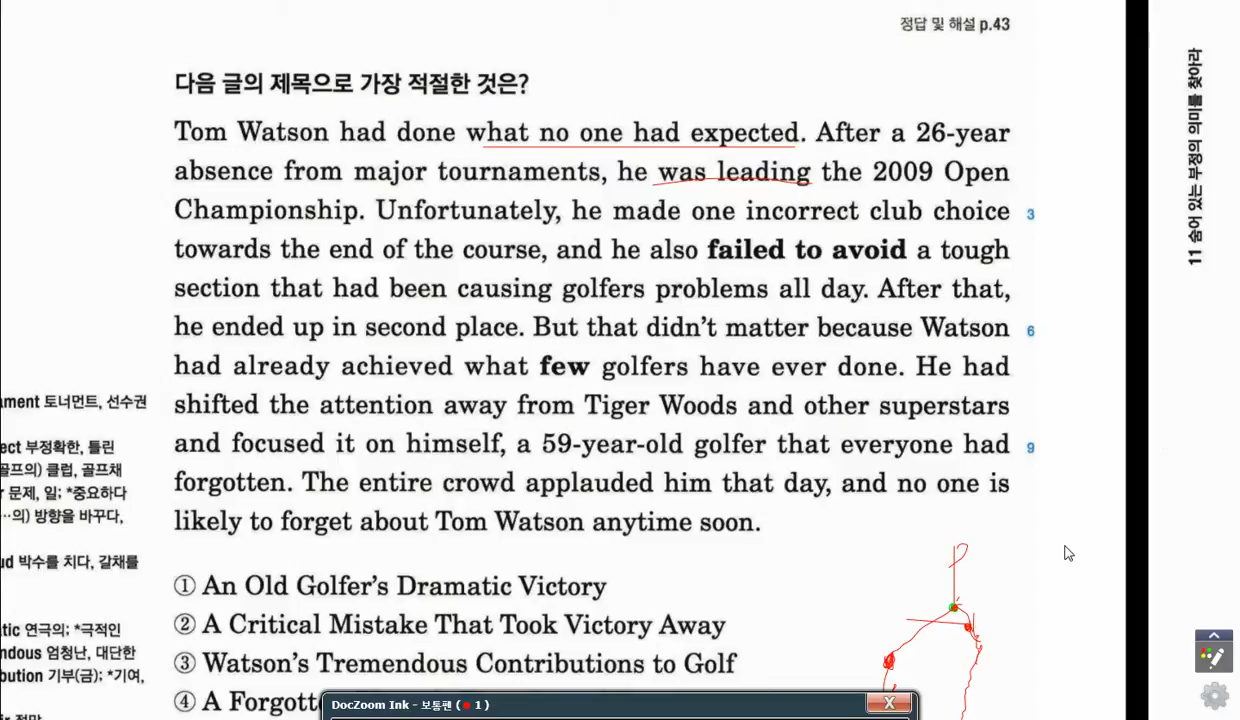 정답 및 해설 p.43
다음 글의 제목으로 가장 적절한 것은?
Tom Watson had done what no one had expected. After a 26-year
absence from major tournaments, he was leading the 2009 Open
Championship. Unfortunately, he made one incorrect club choice 3
towards the end of the course, and he also failed to avoid a tough
section that had been causing golfers problems all day. After that,
he ended up in second place. But that didn't matter because Watson 6
had already achieved what few golfers have ever done. He had
shifted the attention away from Tiger Woods and other superstars
and focused it on himself, a 59-year-old golfer that everyone had 9
forgotten. The entire crowd applauded him that day, and no one is
likely to forget about Tom Watson anytime soon.
① An Old Golfer's Dramatic Victory
② A Critical Mistake That Took Victory Away
③ Watson's Tremendous Contributions to Golf
④ A Forgott
11 숨어 있는 부정의 의미를 찾아라
ament 토너먼트, 선수권
ect 부정확한, 틀린
골프의) 클럽, 골프채
r 문제, 일; *중요하다
…의) 방향을 바꾸다,
ud 박수를 치다, 갈채를
tic 연극의; *극적인
ndous 엄청난, 대단한
bution 기부(금); *기여,
DocZoom Ink - 보통펜 ( 1 )
X